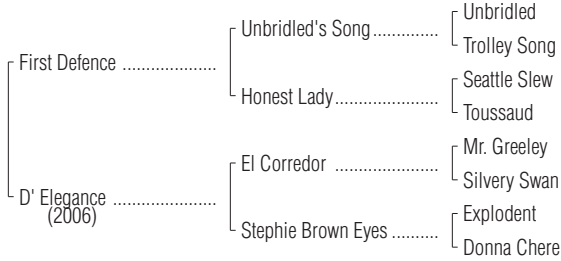 Unbridled
Unbridled's Song..............
Trolley Song
First Defence ....................
Seattle Slew
Honest Lady......................
Toussaud
Mr. Greeley
El Corredor ......................
Silvery Swan
D' Elegance ......................
(2006)
Explodent
Stephie Brown Eyes ..........
Donna Chere